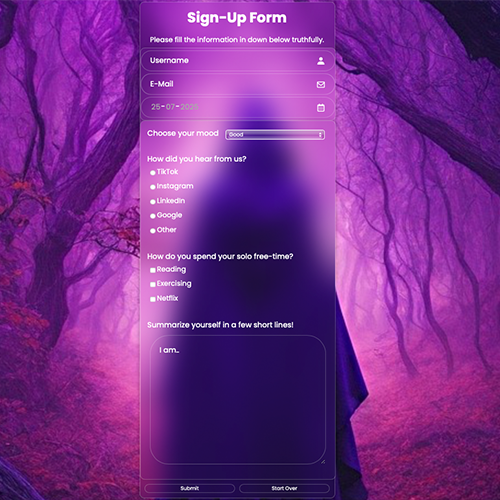 Sign-Up Form
Please fill the information in down below truthfully.
Username
E-Mail
25-07-2025
Choose your mood Good
How did you hear from us?
TikTok
Instagram
LinkedIn
Google
Other
How do you spend your solo free-time?
Reading
Exercising
Netflix
Summarize yourself in a few short lines!
I am..
Submit Start Over